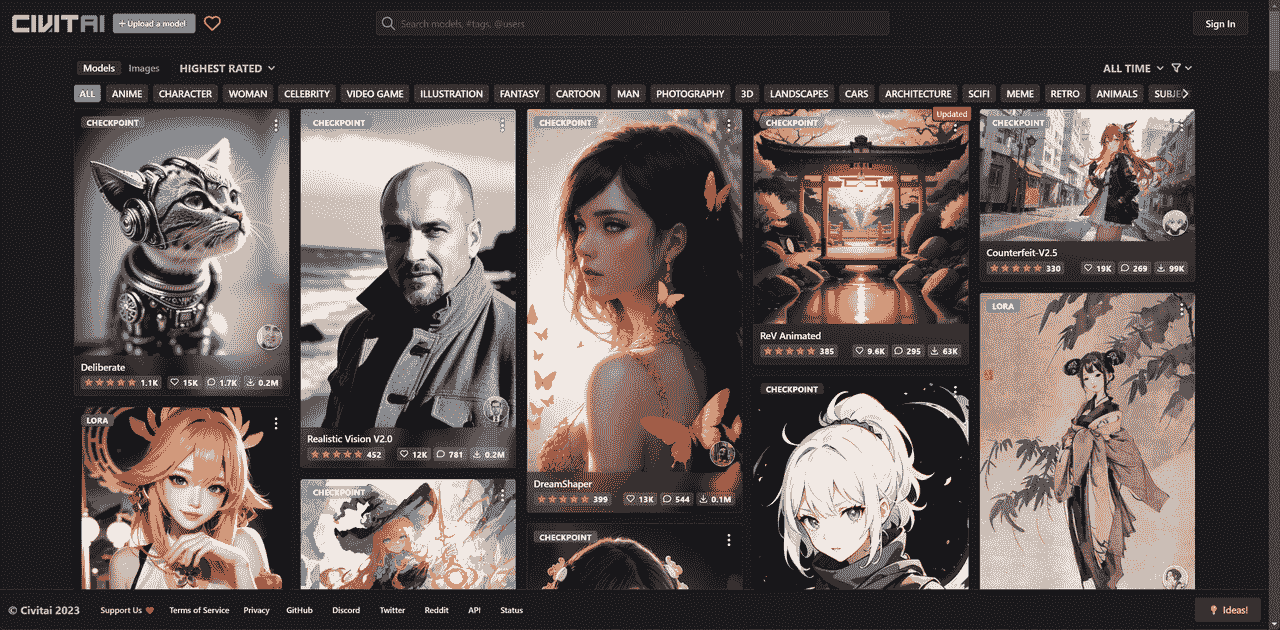 CIVITAI
+ Upload a model
Search models, #tags, @users
Sign In
Models Images HIGHEST RATED
ALL TIME
ALL ANIME CHARACTER WOMAN CELEBRITY VIDEO GAME ILLUSTRATION FANTASY CARTOON MAN PHOTOGRAPHY 3D LANDSCAPES CARS ARCHITECTURE SCIFI MEME RETRO ANIMALS SUBJE
CHECKPOINT
Deliberate
1.1K 15K 1.7K 0.2M
LORA
CHECKPOINT
Realistic Vision V2.0
452 12K 781 0.2M
CHECKPOINT
CHECKPOINT
DreamShaper
399 13K 544 0.1M
CHECKPOINT
Updated
CHECKPOINT
ReV Animated
385 9.6K 295 63K
CHECKPOINT
CHECKPOINT
Counterfeit-V2.5
330 19K 269 99K
LORA
© Civitai 2023 Support Us Terms of Service Privacy GitHub Discord Twitter Reddit API Status
Ideas!